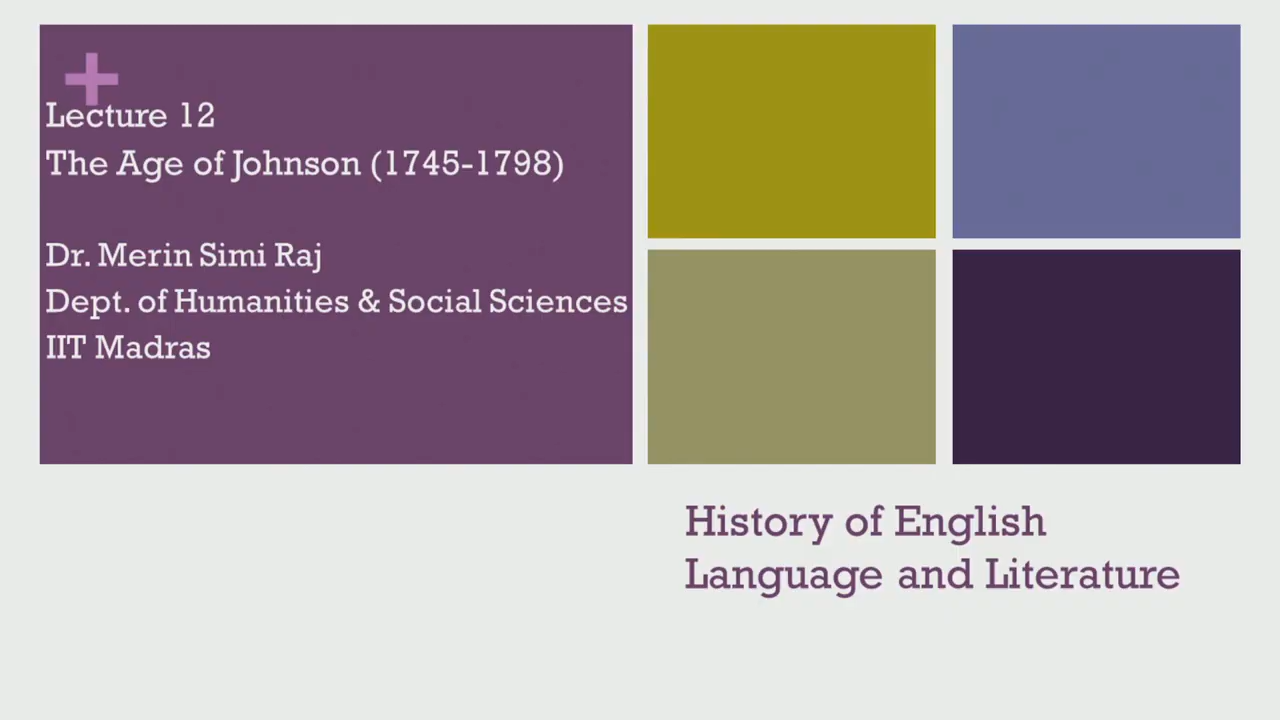 Lecture 12
The Age of Johnson (1745-1798)
Dr. Merin Simi Raj
Dept. of Humanities & Social Sciences
IIT Madras
History of English
Language and Literature